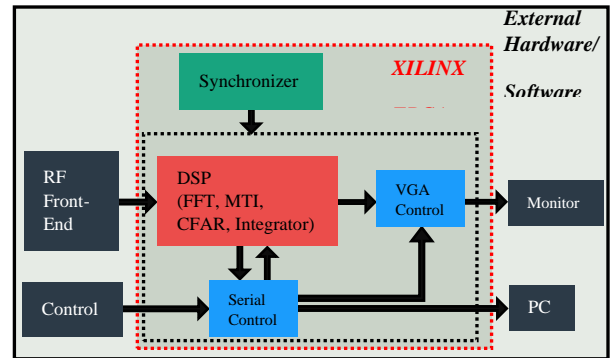 External
Hardware/
Software
XILINX
Synchronizer
RF
Front-
End
DSP
(FFT, MTI,
CFAR, Integrator)
VGA
Control
Monitor
Control
Serial
Control
PC